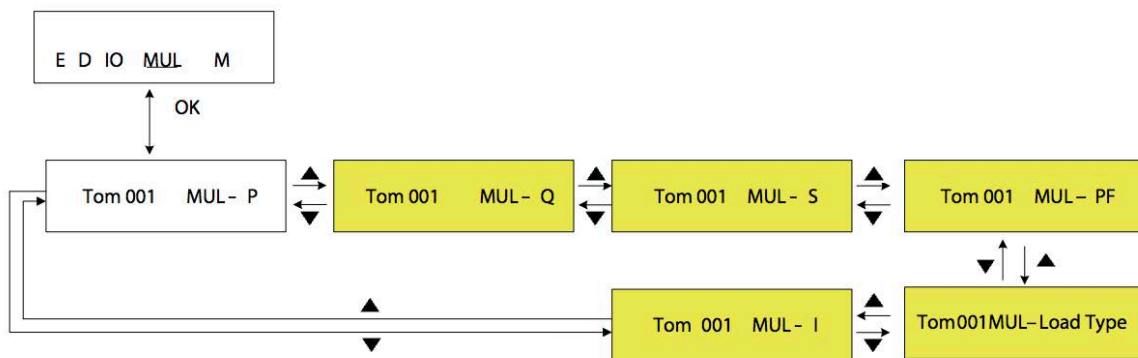 E D IO MUL M
OK
Tom 001 MUL- P
Tom 001 MUL- Q
Tom 001 MUL- S
Tom 001 MUL- PF
Tom 001 MUL- I
Tom001MUL-Load Type